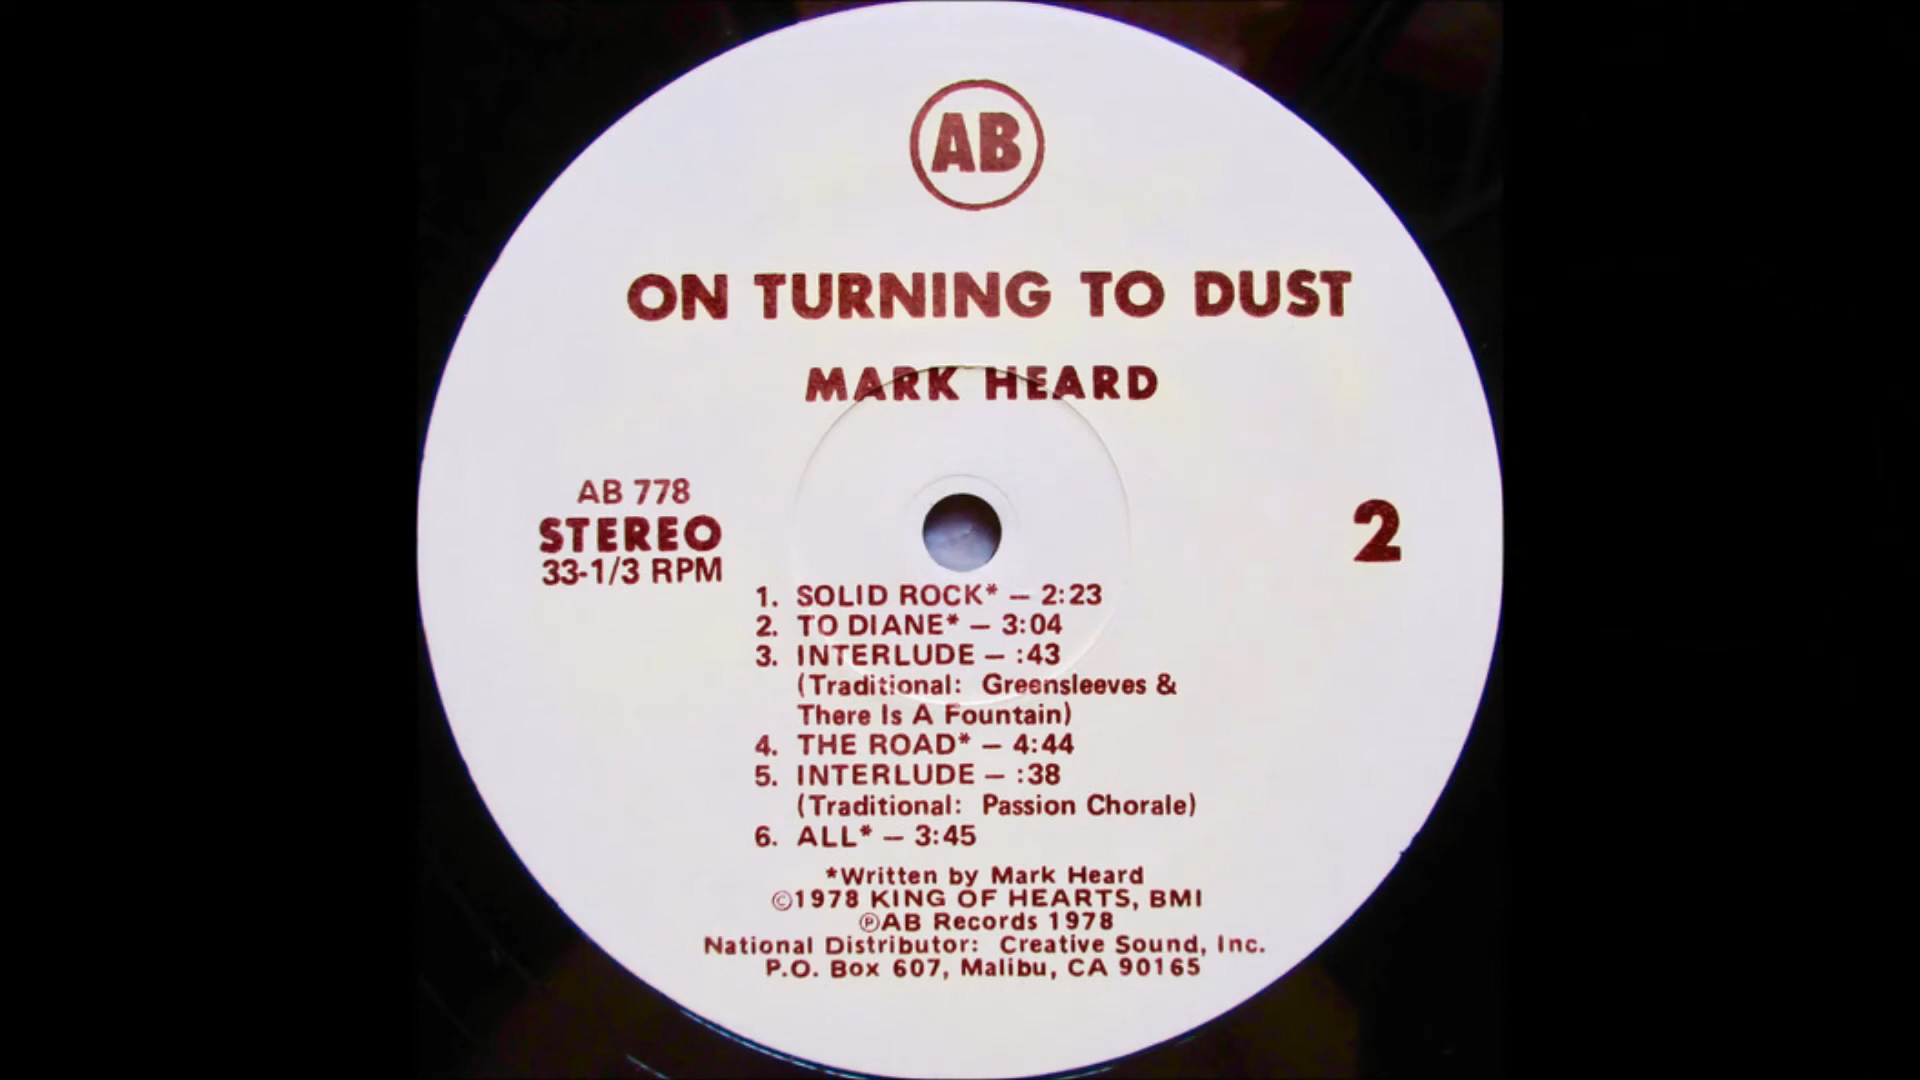 AB
ON TURNING TO DUST
MARK HEARD
AB 778
STEREO
33-1/3 RPM
2
1. SOLID ROCK* — 2:23
2. TO DIANE* — 3:04
3. INTERLUDE — :43
(Traditional: Greensleeves &
There Is A Fountain)
4. THE ROAD* — 4:44
5. INTERLUDE — :38
(Traditional: Passion Chorale)
6. ALL* — 3:45
*Written by Mark Heard
©1978 KING OF HEARTS, BMI
℗AB Records 1978
National Distributor: Creative Sound, Inc.
P.O. Box 607, Malibu, CA 90165